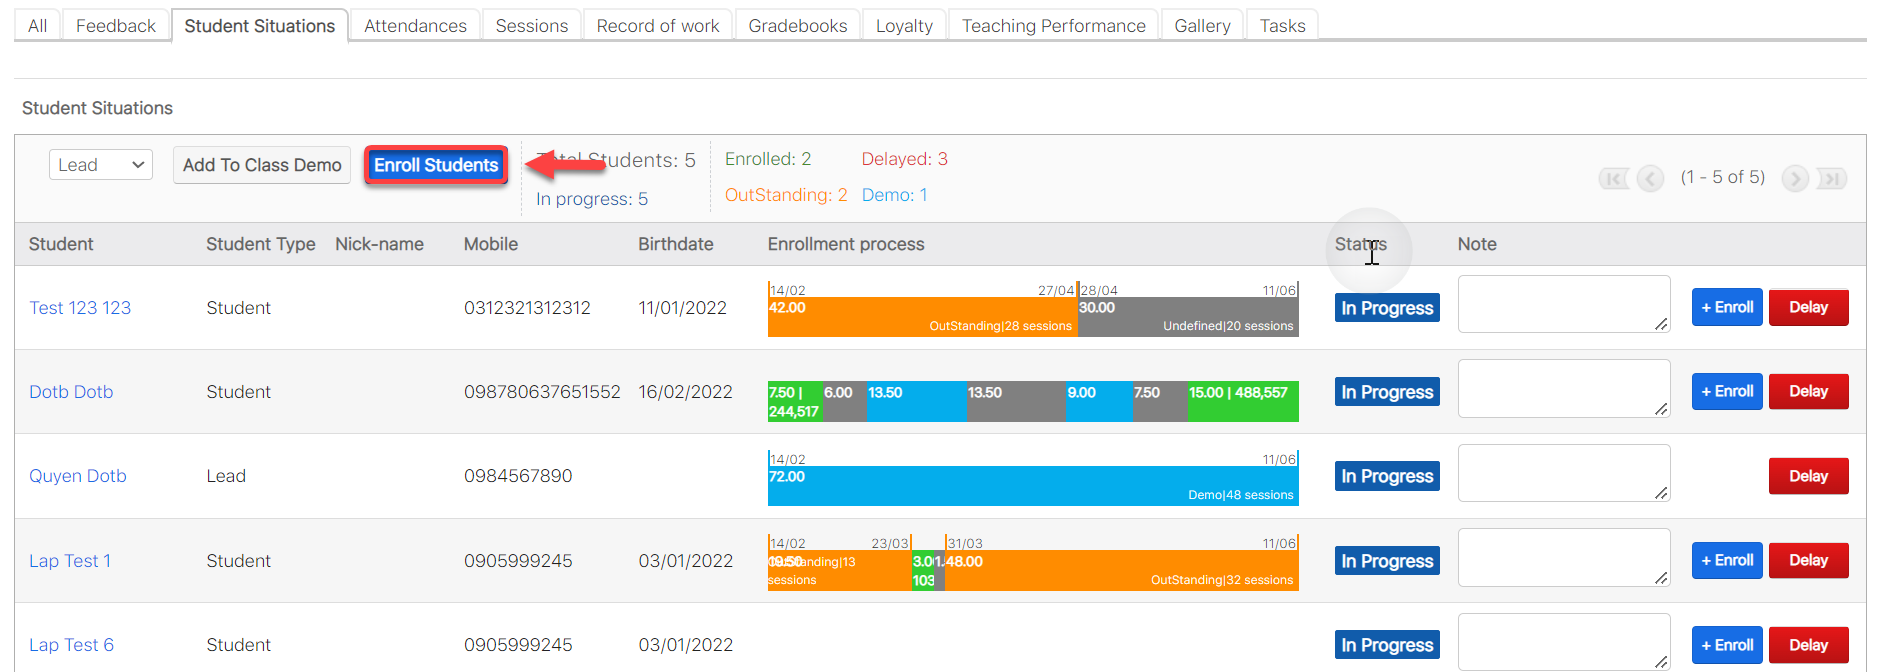 All Feedback Student Situations Attendances Sessions Record of work Gradebooks Loyalty Teaching Performance Gallery Tasks
Student Situations
Lead Add To Class Demo Enroll Students Total Students: 5 Enrolled: 2 Delayed: 3 (1 - 5 of 5)
In progress: 5 OutStanding: 2 Demo: 1
Student Student Type Nick-name Mobile Birthdate Enrollment process Status Note
14/02 27/04 28/04 11/06
Test 123 123 Student 0312321312312 11/01/2022 42.00 30.00 In Progress + Enroll Delay
OutStanding|28 sessions Undefined|20 sessions
Dotb Dotb Student 098780637651552 16/02/2022 7.50 | 6.00 13.50 13.50 9.00 7.50 15.00 | 488,557 In Progress + Enroll Delay
244,517
14/02 11/06
Quyen Dotb Lead 0984567890 72.00 In Progress Delay
Demo|48 sessions
14/02 23/03 31/03 11/06
Lap Test 1 Student 0905999245 03/01/2022 19.50 OutStanding|13 3.0 1. 48.00 In Progress + Enroll Delay
sessions 103 OutStanding|32 sessions
Lap Test 6 Student 0905999245 03/01/2022 In Progress + Enroll Delay